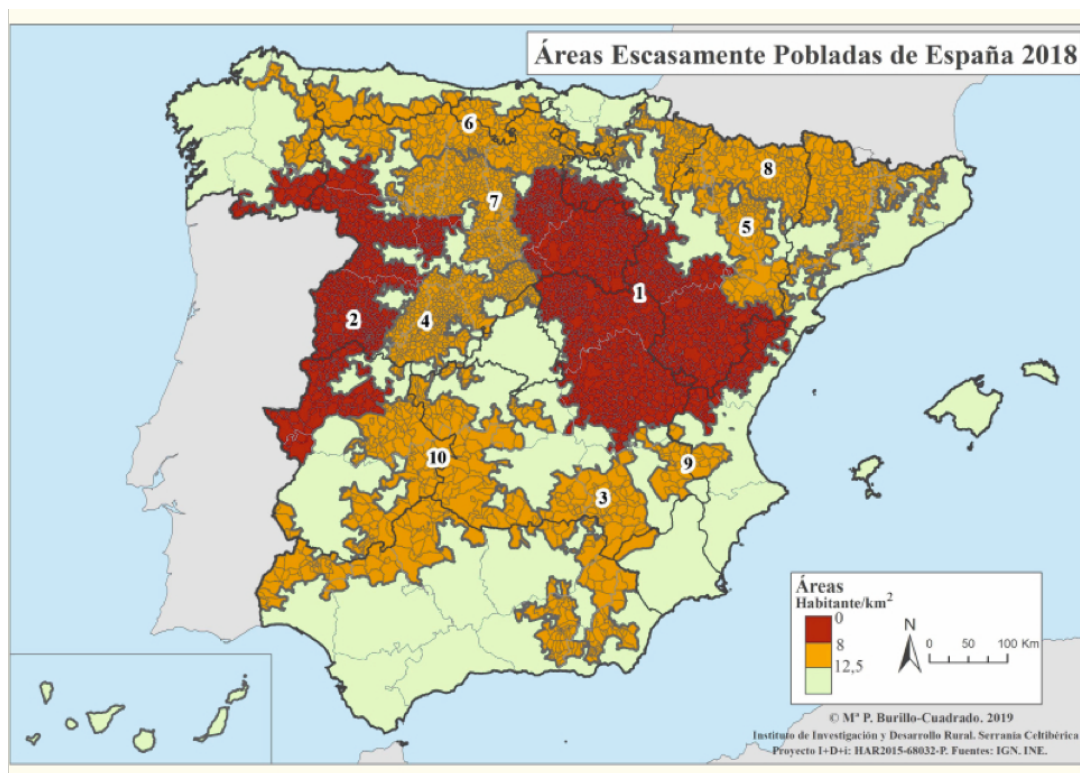 Áreas Escasamente Pobladas de España 2018
6
8
7
5
1
2
4
10
9
3
Áreas
Habitante/km²
0
8
12,5
N
0 50 100 Km
© Mª P. Burillo-Cuadrado. 2019
Instituto de Investigación y Desarrollo Rural. Serranía Celtibérica
Proyecto I+D+i: HAR2015-68032-P. Fuentes: IGN. INE.